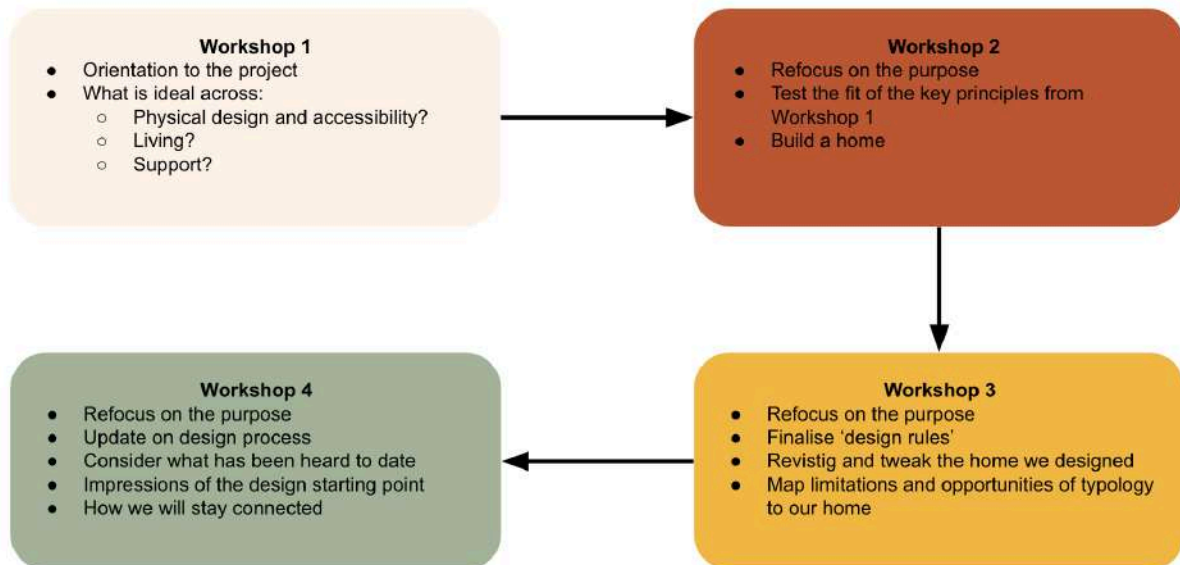 Workshop 1
● Orientation to the project
● What is ideal across:
○ Physical design and accessibility?
○ Living?
○ Support?
Workshop 2
● Refocus on the purpose
● Test the fit of the key principles from
Workshop 1
● Build a home
Workshop 3
● Refocus on the purpose
● Finalise ‘design rules’
● Revistig and tweak the home we designed
● Map limitations and opportunities of typology
to our home
Workshop 4
● Refocus on the purpose
● Update on design process
● Consider what has been heard to date
● Impressions of the design starting point
● How we will stay connected